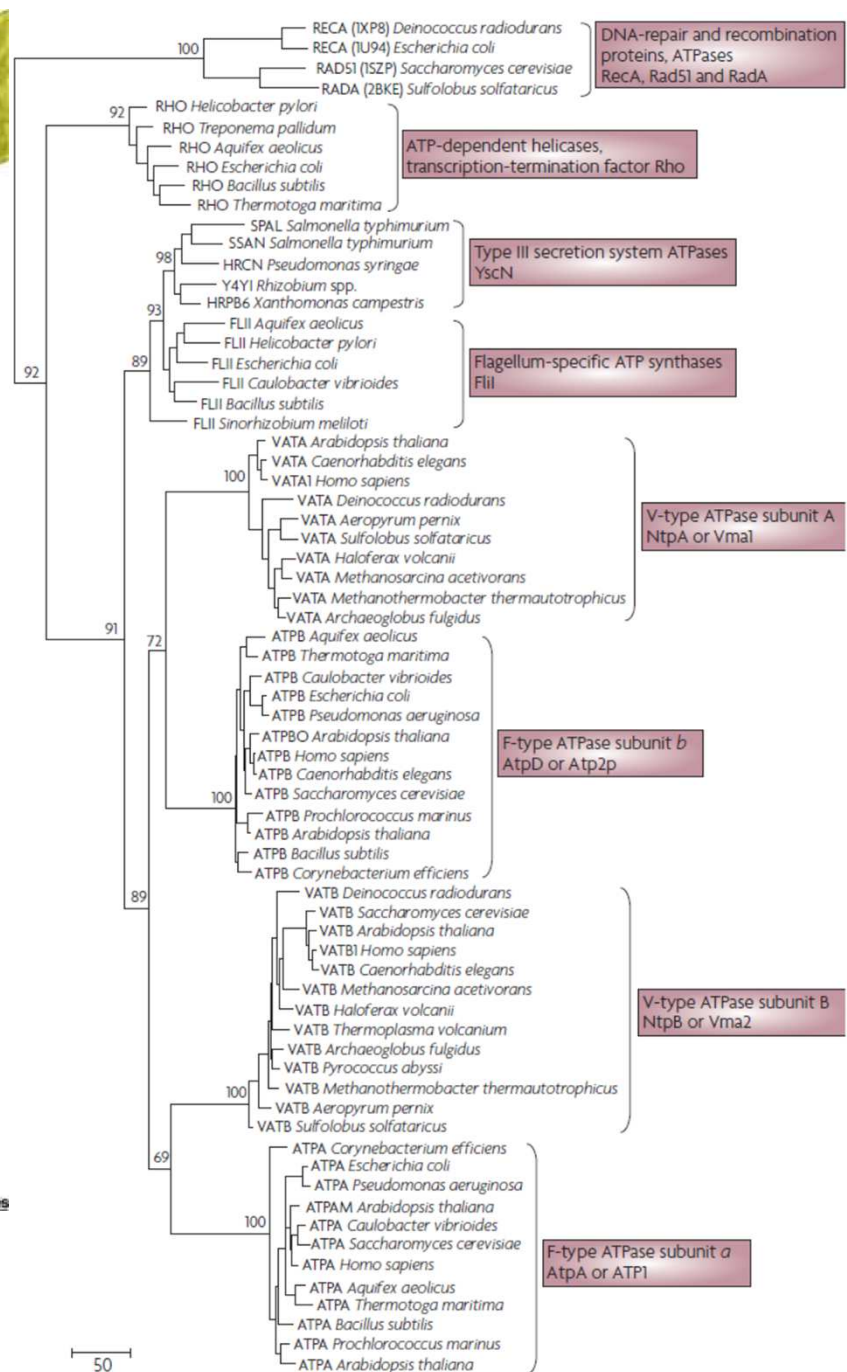 RECA (1XP8) Deinococcus radiodurans
RECA (1U94) Escherichia coli
RAD51 (1SZP) Saccharomyces cerevisiae
RADA (2BKE) Sulfolobus solfataricus
100
DNA-repair and recombination
proteins, ATPases
RecA, Rad51 and RadA
92
RHO Helicobacter pylori
RHO Treponema pallidum
RHO Aquifex aeolicus
RHO Escherichia coli
RHO Bacillus subtilis
RHO Thermotoga maritima
ATP-dependent helicases,
transcription-termination factor Rho
SPAL Salmonella typhimurium
SSAN Salmonella typhimurium
HRCN Pseudomonas syringae
Y4YI Rhizobium spp.
HRPB6 Xanthomonas campestris
98
Type III secretion system ATPases
YscN
93
FLII Aquifex aeolicus
FLII Helicobacter pylori
FLII Escherichia coli
FLII Caulobacter vibrioides
FLII Bacillus subtilis
FLII Sinorhizobium meliloti
89
92
Flagellum-specific ATP synthases
FliI
VATA Arabidopsis thaliana
VATA Caenorhabditis elegans
VATA1 Homo sapiens
VATA Deinococcus radiodurans
VATA Aeropyrum pernix
VATA Sulfolobus solfataricus
VATA Haloferax volcanii
VATA Methanosarcina acetivorans
VATA Methanothermobacter thermautotrophicus
VATA Archaeoglobus fulgidus
100
V-type ATPase subunit A
NtpA or Vma1
91
72
ATPB Aquifex aeolicus
ATPB Thermotoga maritima
ATPB Caulobacter vibrioides
ATPB Escherichia coli
ATPB Pseudomonas aeruginosa
ATPBO Arabidopsis thaliana
ATPB Homo sapiens
ATPB Caenorhabditis elegans
ATPB Saccharomyces cerevisiae
ATPB Prochlorococcus marinus
ATPB Arabidopsis thaliana
ATPB Bacillus subtilis
ATPB Corynebacterium efficiens
100
F-type ATPase subunit b
AtpD or Atp2p
89
VATB Deinococcus radiodurans
VATB Saccharomyces cerevisiae
VATB Arabidopsis thaliana
VATB1 Homo sapiens
VATB Caenorhabditis elegans
VATB Methanosarcina acetivorans
VATB Haloferax volcanii
VATB Thermoplasma volcanium
VATB Archaeoglobus fulgidus
VATB Pyrococcus abyssi
VATB Methanothermobacter thermautotrophicus
VATB Aeropyrum pernix
VATB Sulfolobus solfataricus
100
V-type ATPase subunit B
NtpB or Vma2
69
ATPA Corynebacterium efficiens
ATPA Escherichia coli
ATPA Pseudomonas aeruginosa
ATPAM Arabidopsis thaliana
ATPA Caulobacter vibrioides
ATPA Saccharomyces cerevisiae
ATPA Homo sapiens
ATPA Aquifex aeolicus
ATPA Thermotoga maritima
ATPA Bacillus subtilis
ATPA Prochlorococcus marinus
ATPA Arabidopsis thaliana
100
F-type ATPase subunit a
AtpA or ATP1
50